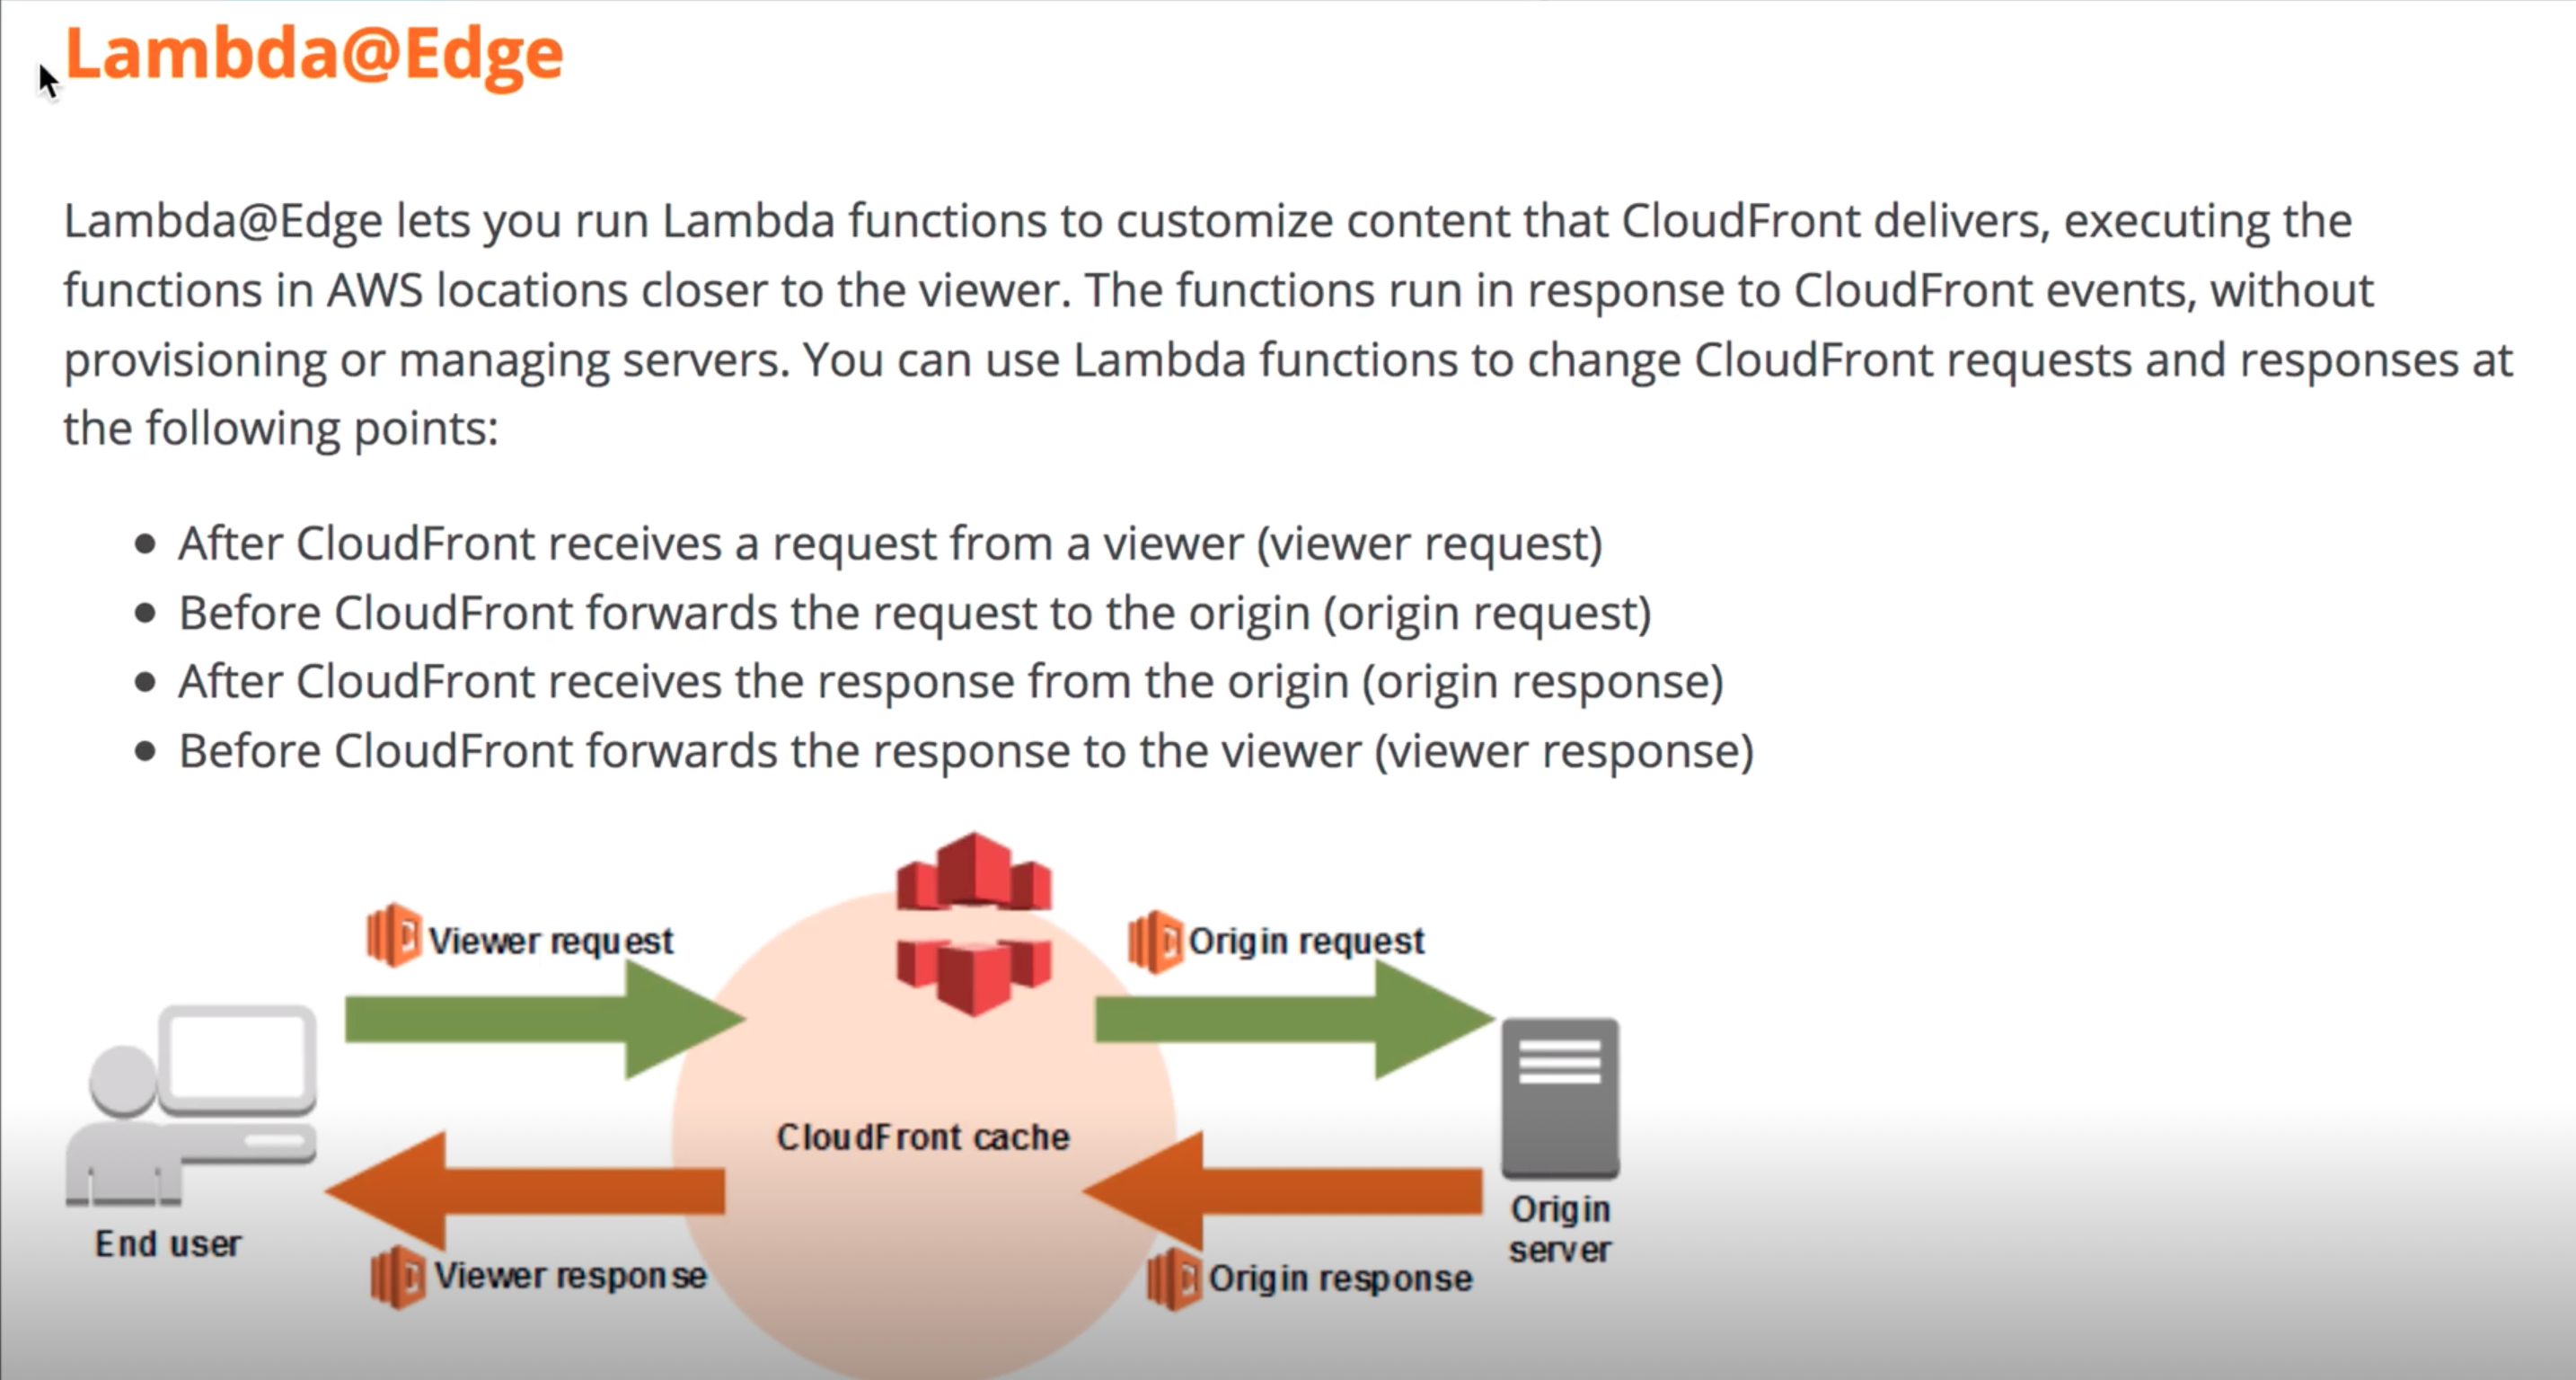 Lambda@Edge
Lambda@Edge lets you run Lambda functions to customize content that CloudFront delivers, executing the
functions in AWS locations closer to the viewer. The functions run in response to CloudFront events, without
provisioning or managing servers. You can use Lambda functions to change CloudFront requests and responses at
the following points:
• After CloudFront receives a request from a viewer (viewer request)
• Before CloudFront forwards the request to the origin (origin request)
• After CloudFront receives the response from the origin (origin response)
• Before CloudFront forwards the response to the viewer (viewer response)
Viewer request
Origin request
CloudFront cache
End user
Origin
server
Viewer response
Origin response